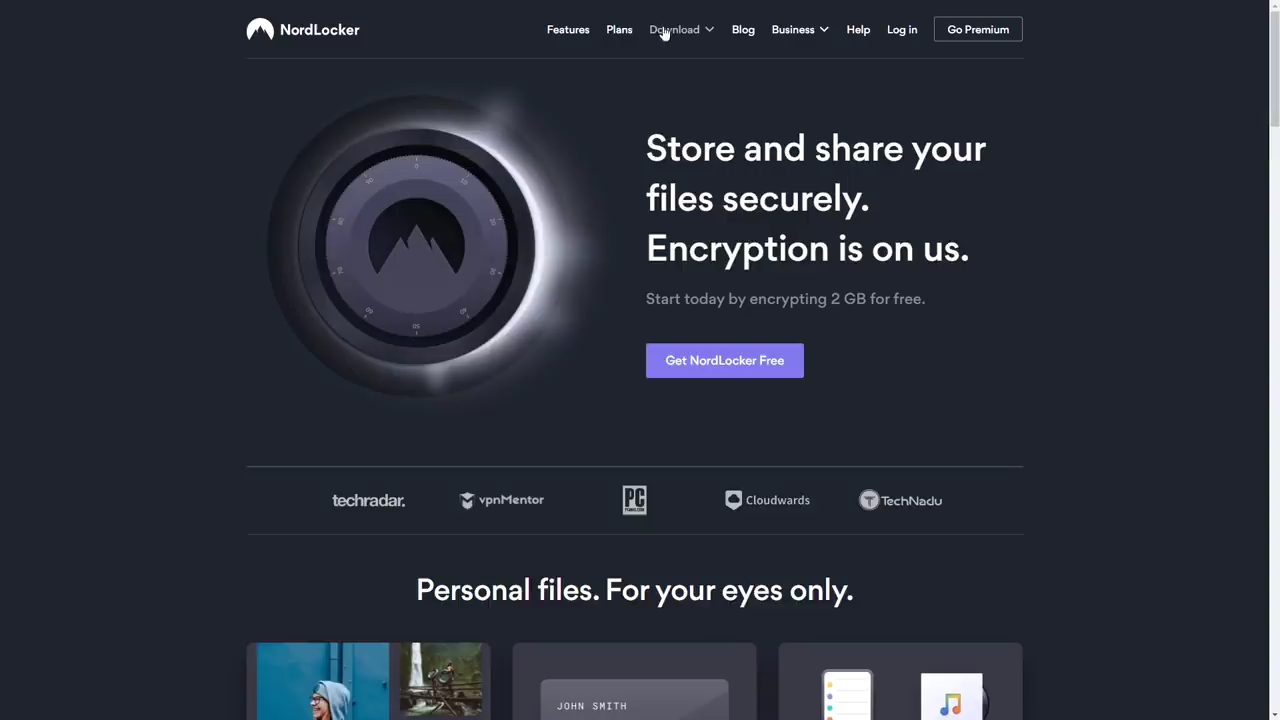 NordLocker
Features Plans Download Blog Business Help Log in Go Premium
Store and share your
files securely.
Encryption is on us.
Start today by encrypting 2 GB for free.
Get NordLocker Free
techradar. vpnMentor PC Cloudwards TechNadu
Personal files. For your eyes only.
JOHN SMITH